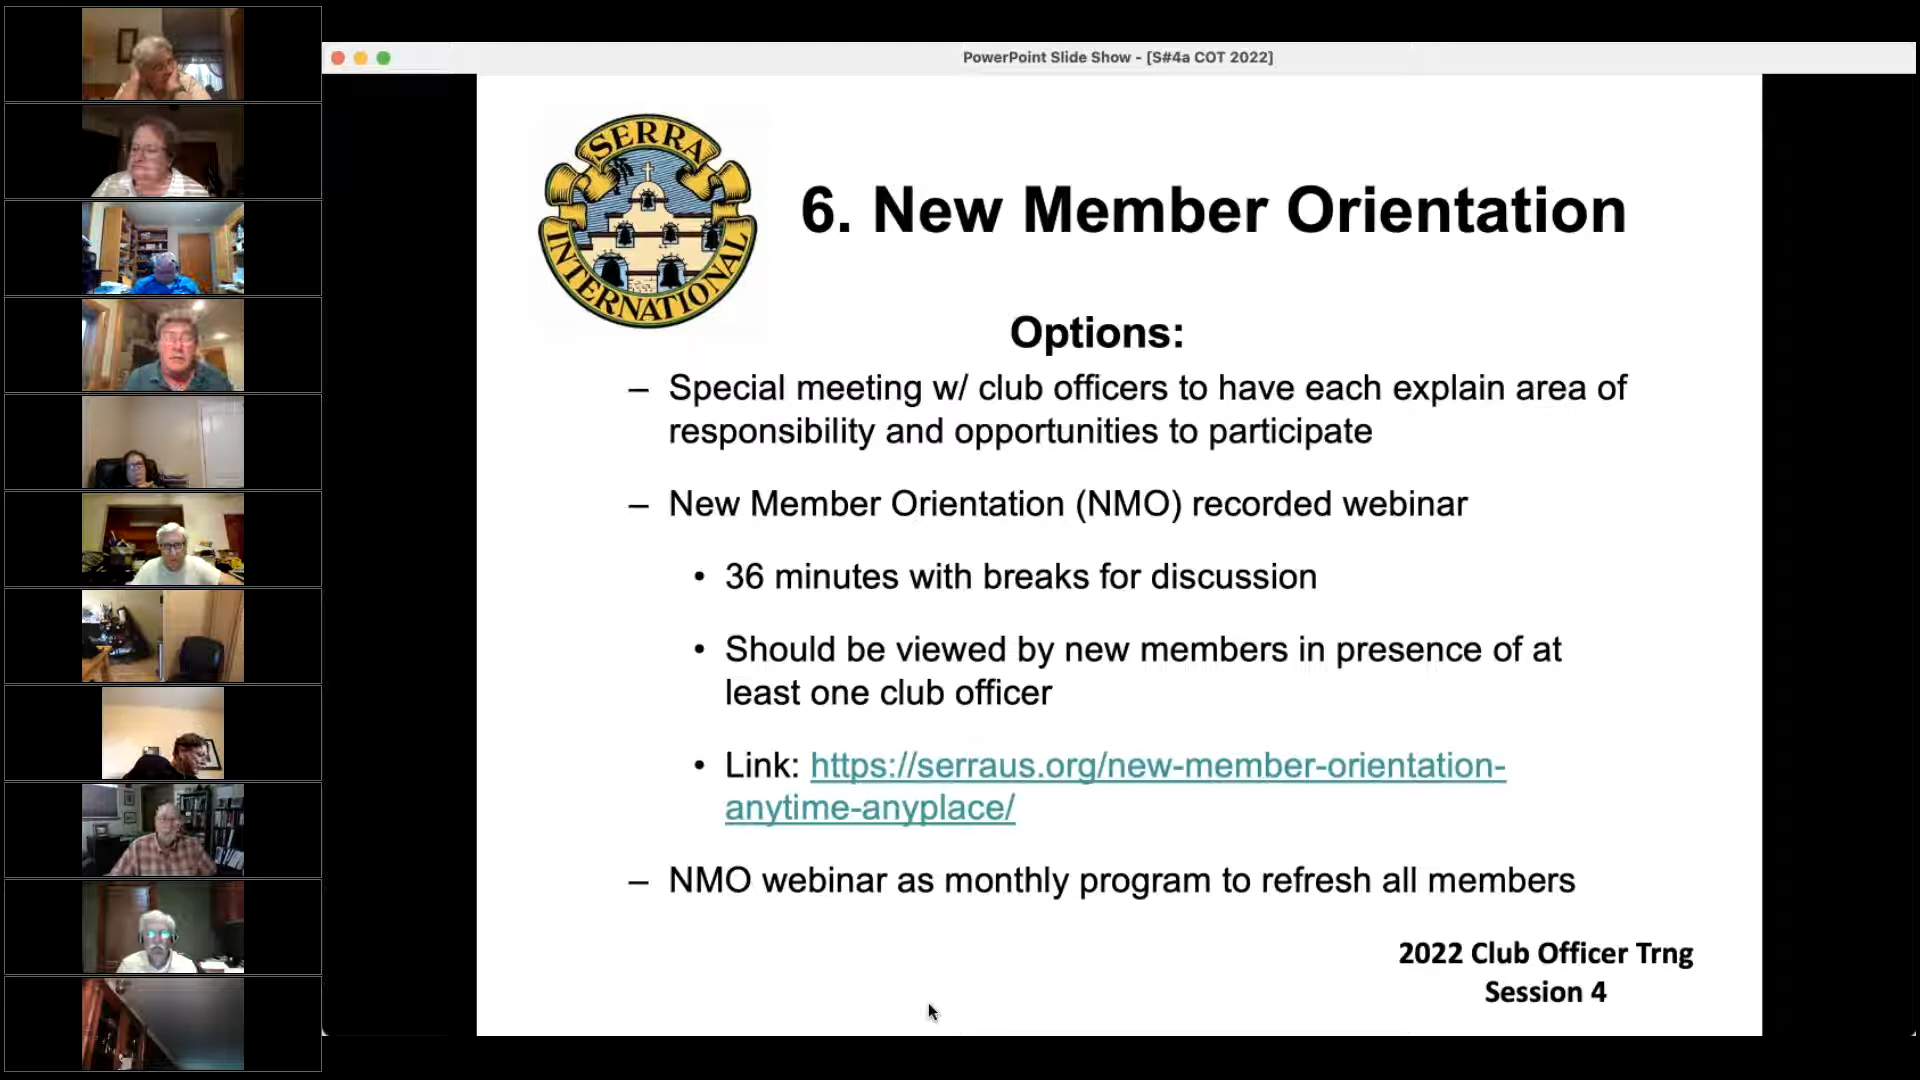 PowerPoint Slide Show - [S#4a COT 2022]
SERRA
INTERNATIONAL
6. New Member Orientation
Options:
– Special meeting w/ club officers to have each explain area of
responsibility and opportunities to participate
– New Member Orientation (NMO) recorded webinar
• 36 minutes with breaks for discussion
• Should be viewed by new members in presence of at
least one club officer
• Link: https://serraus.org/new-member-orientation-
anytime-anyplace/
– NMO webinar as monthly program to refresh all members
2022 Club Officer Trng
Session 4